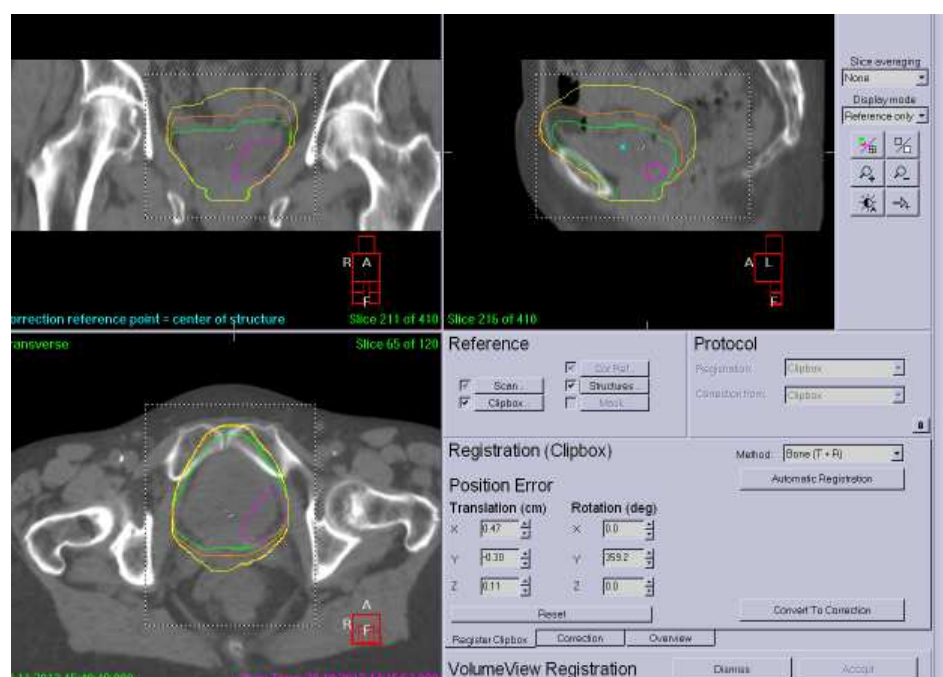 Slice averaging
None
Display mode
Reference only
R A
F
A L
F
orrection reference point = center of structure Slice 211 of 410
Slice 216 of 410
ansverse Slice 65 of 120
Reference
Cor Ref...
Scan... Structures...
Clipbox... Mask...
Protocol
Registration: Clipbox
Correction from: Clipbox
Registration (Clipbox)
Method: Bone (T + R)
Automatic Registration
Position Error
Translation (cm) Rotation (deg)
X 0.47 X 0.0
Y -0.30 Y 359.2
Z 0.11 Z 0.0
Reset
Convert To Correction
A
R F
Register Clipbox Correction Overview
VolumeView Registration Dismiss Accept